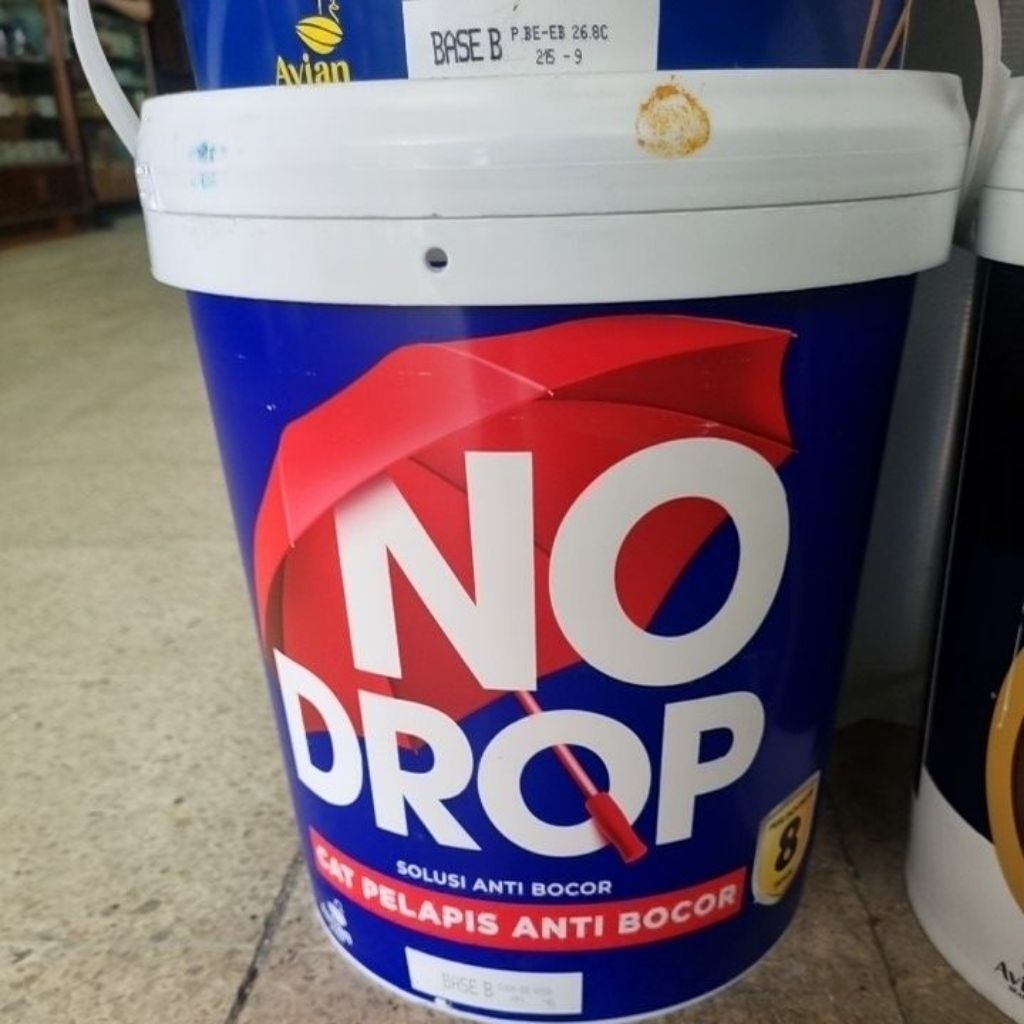 Avian
BASE B P.BE-EB 26.8C
215 - 9
NO
DROP
SOLUSI ANTI BOCOR
CAT PELAPIS ANTI BOCOR
8
BASE B